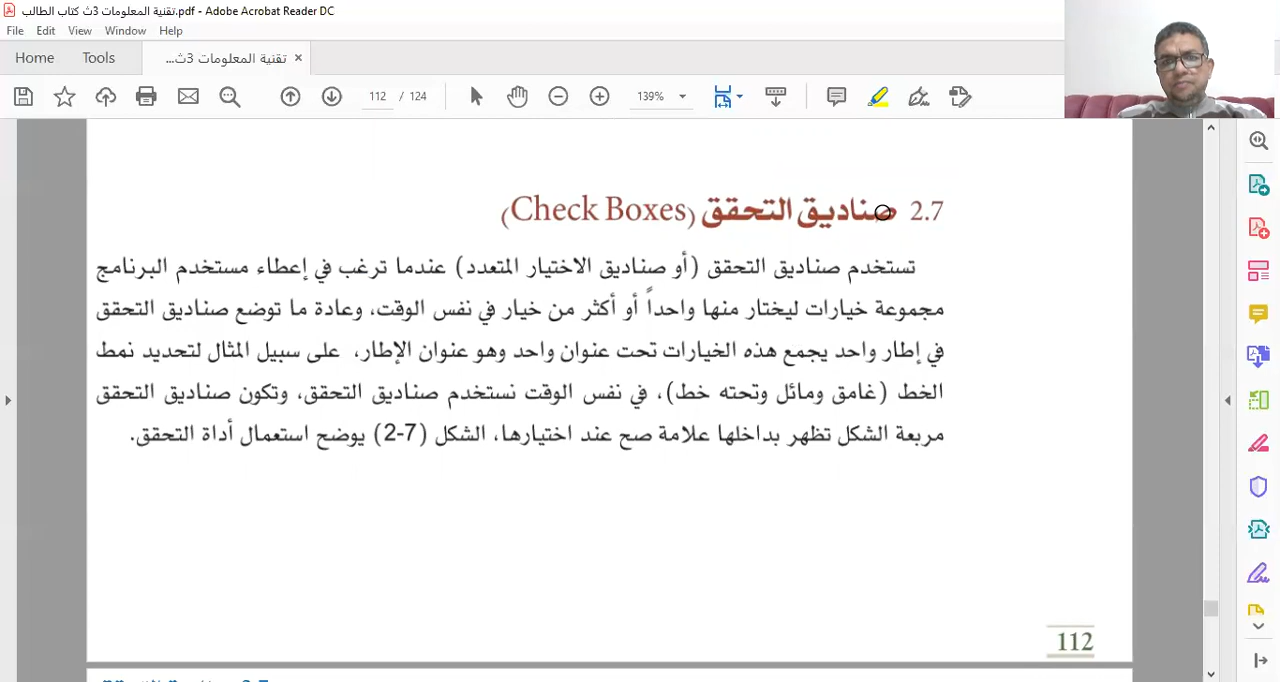 تقنية المعلومات 3ث كتاب الطالب.pdf - Adobe Acrobat Reader DC
File Edit View Window Help
Home Tools تقنية المعلومات 3ث... ×
112 / 124 139%
2.7 صناديق التحقق (Check Boxes)
تستخدم صناديق التحقق (أو صناديق الاختيار المتعدد) عندما ترغب في إعطاء مستخدم البرنامج
مجموعة خيارات ليختار منها واحداً أو أكثر من خيار في نفس الوقت، وعادة ما توضع صناديق التحقق
في إطار واحد يجمع هذه الخيارات تحت عنوان واحد وهو عنوان الإطار، على سبيل المثال لتحديد نمط
الخط (غامق ومائل وتحته خط)، في نفس الوقت نستخدم صناديق التحقق، وتكون صناديق التحقق
مربعة الشكل تظهر بداخلها علامة صح عند اختيارها، الشكل (7-2) يوضح استعمال أداة التحقق.
112